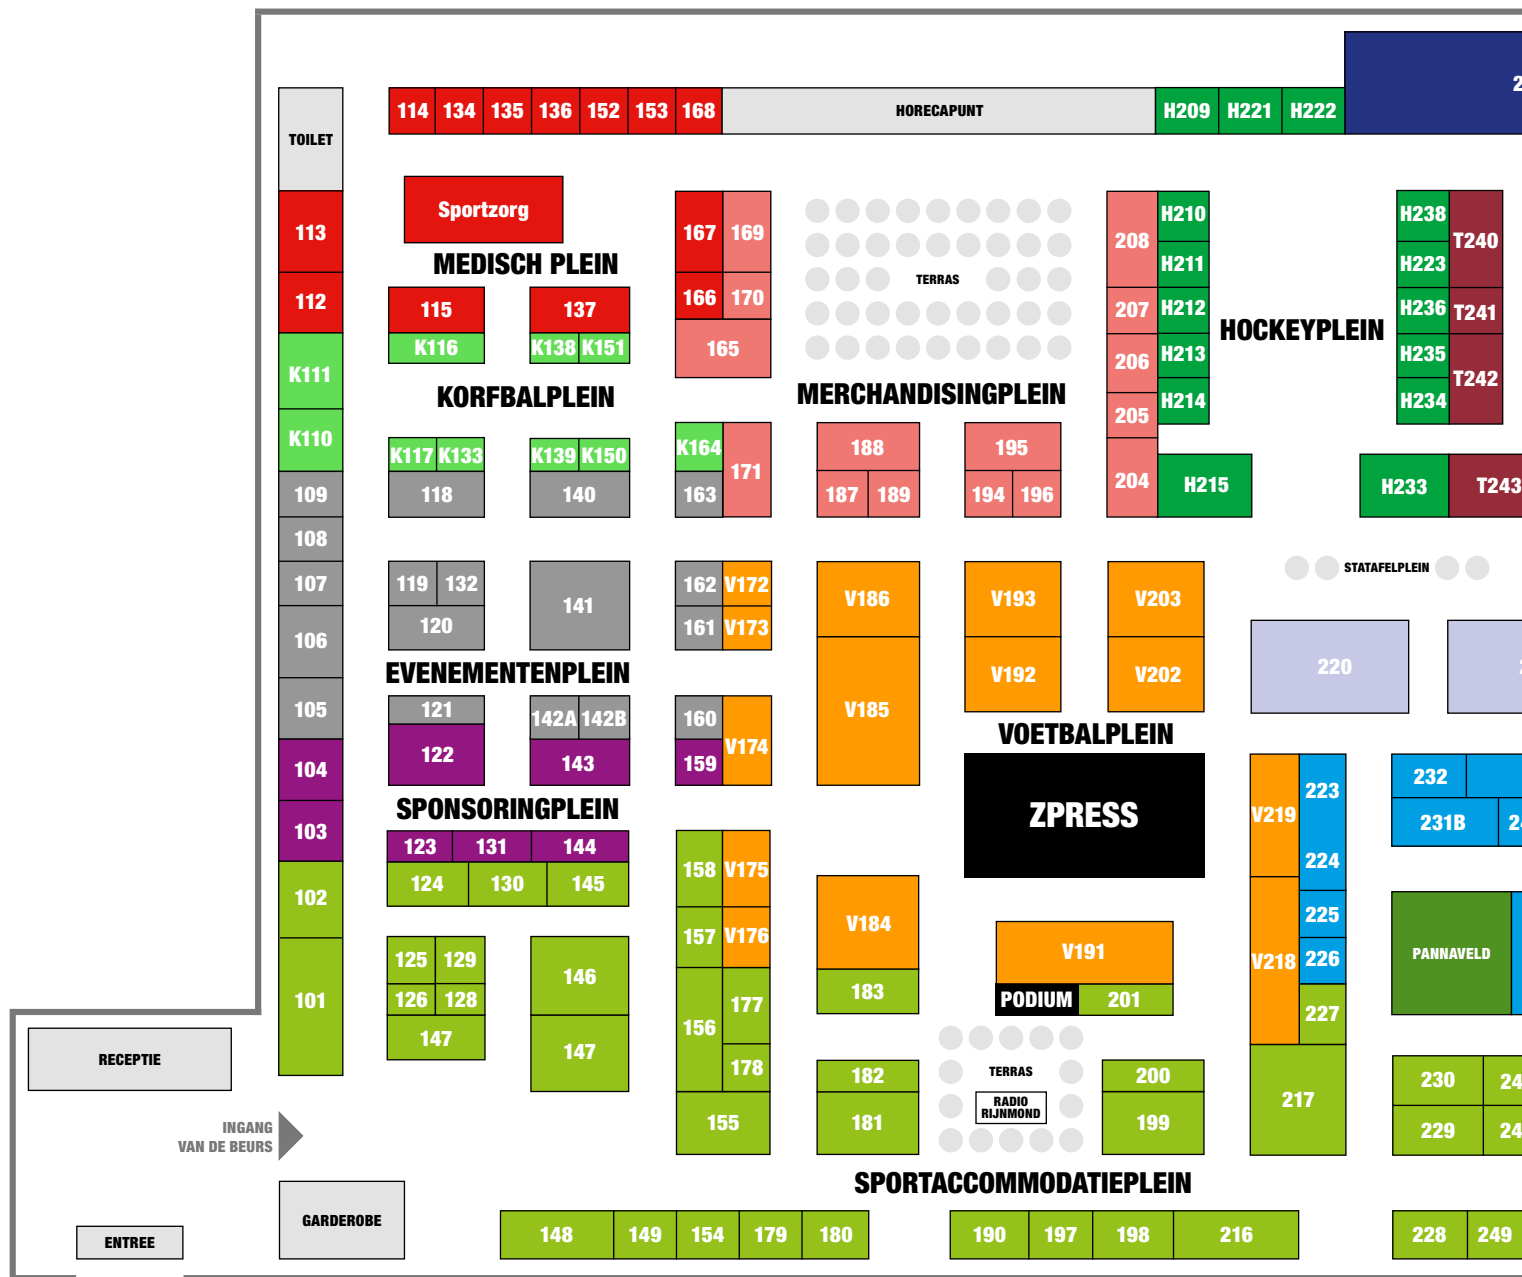 2
TOILET
114 134 135 136 152 153 168 HORECAPUNT H209 H221 H222
113
Sportzorg
MEDISCH PLEIN
167 169
166 170
165
TERRAS
208 H210
H211
207 H212
206 H213
205 H214
204 H215
HOCKEYPLEIN
H238 T240
H223
H236 T241
H235 T242
H234
H233 T243
112
115 137
K116 K138 K151
K111
KORFBALPLEIN
MERCHANDISINGPLEIN
K110
K117 K133 K139 K150
118 140
K164 171
163
188 195
187 189 194 196
109
108
107
119 132 141
120
162 V172
161 V173
V186 V193 V203
V185 V192 V202
STATAFELPLEIN
220
106
EVENEMENTENPLEIN
105
121 142A 142B
122 143
160 V174
159
VOETBALPLEIN
ZPRESS
104
SPONSORINGPLEIN
103
123 131 144
124 130 145
102
158 V175
157 V176
V184
183
V191
PODIUM 201
V219 223
224
225
V218 226
227
217
232
231B
PANNAVELD
101
125 129
126 128
147
146
147
156 177
178
155
182
181
TERRAS
RADIO
RIJNMOND
200
199
230 24
229 24
RECEPTIE
INGANG
VAN DE BEURS
SPORTACCOMMODATIEPLEIN
GARDEROBE
ENTREE
148 149 154 179 180 190 197 198 216 228 249